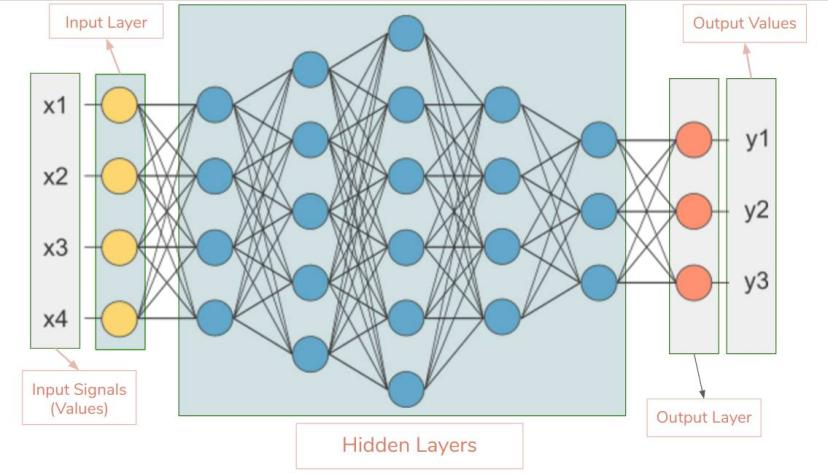 Input Layer
Output Values
x1
x2
x3
x4
y1
y2
y3
Input Signals
(Values)
Output Layer
Hidden Layers